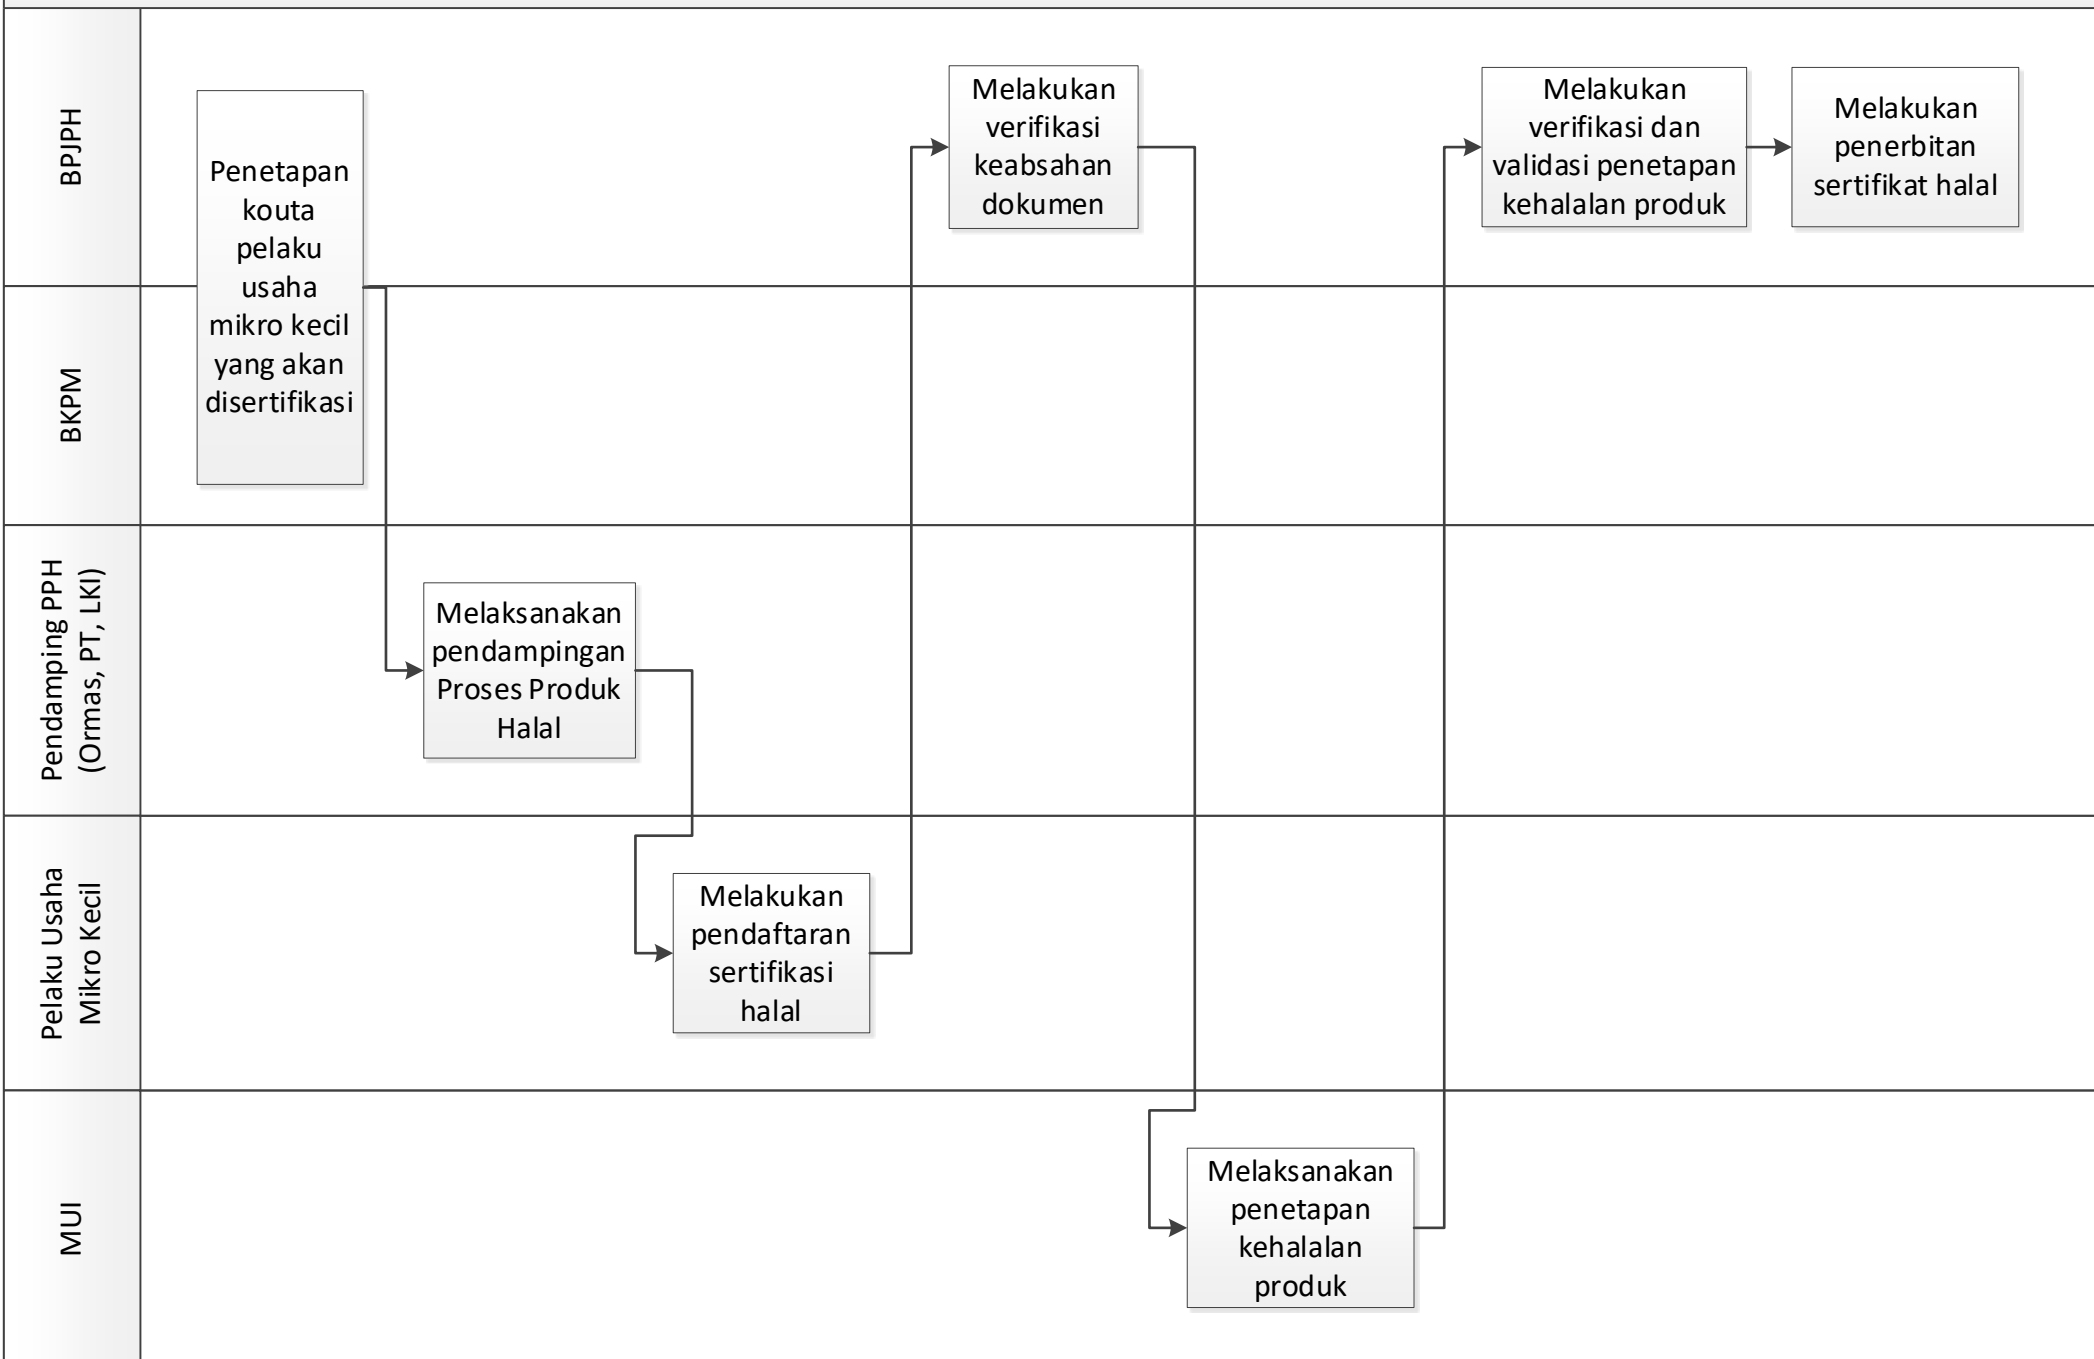 BPJPH
Penetapan
kouta
pelaku
usaha
mikro kecil
yang akan
disertifikasi
Melakukan
verifikasi
keabsahan
dokumen
Melakukan
verifikasi dan
validasi penetapan
kehalalan produk
Melakukan
penerbitan
sertifikat halal
BKPM
Pendamping PPH
(Ormas, PT, LKI)
Melaksanakan
pendampingan
Proses Produk
Halal
Pelaku Usaha
Mikro Kecil
Melakukan
pendaftaran
sertifikasi
halal
MUI
Melaksanakan
penetapan
kehalalan
produk